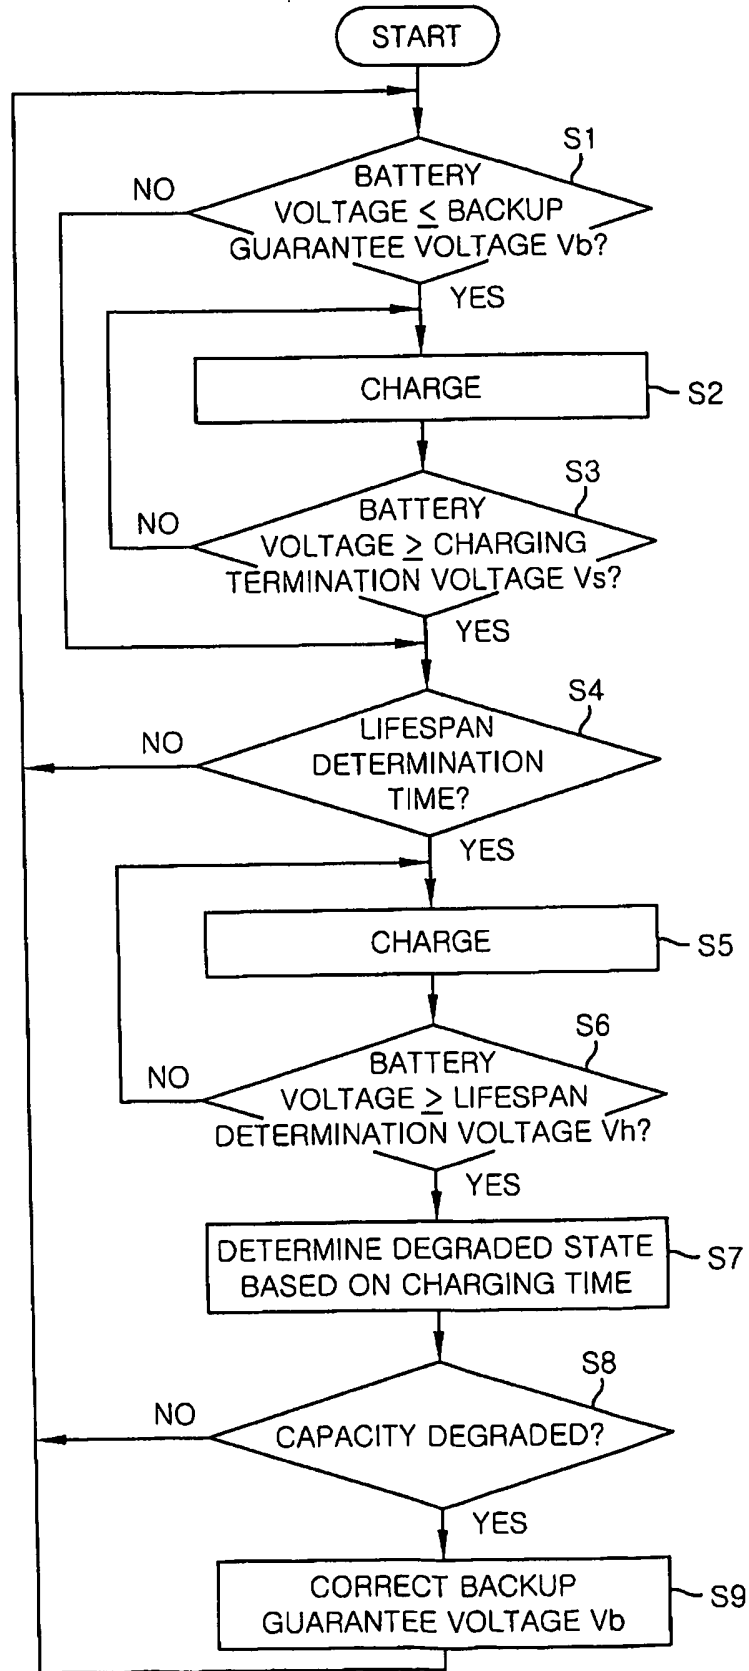 START
S1
NO
BATTERY
VOLTAGE ≤ BACKUP
GUARANTEE VOLTAGE Vb?
YES
CHARGE
S2
S3
NO
BATTERY
VOLTAGE ≥ CHARGING
TERMINATION VOLTAGE Vs?
YES
S4
NO
LIFESPAN
DETERMINATION
TIME?
YES
CHARGE
S5
S6
NO
BATTERY
VOLTAGE ≥ LIFESPAN
DETERMINATION VOLTAGE Vh?
YES
DETERMINE DEGRADED STATE
BASED ON CHARGING TIME
S7
S8
NO
CAPACITY DEGRADED?
YES
CORRECT BACKUP
GUARANTEE VOLTAGE Vb
S9